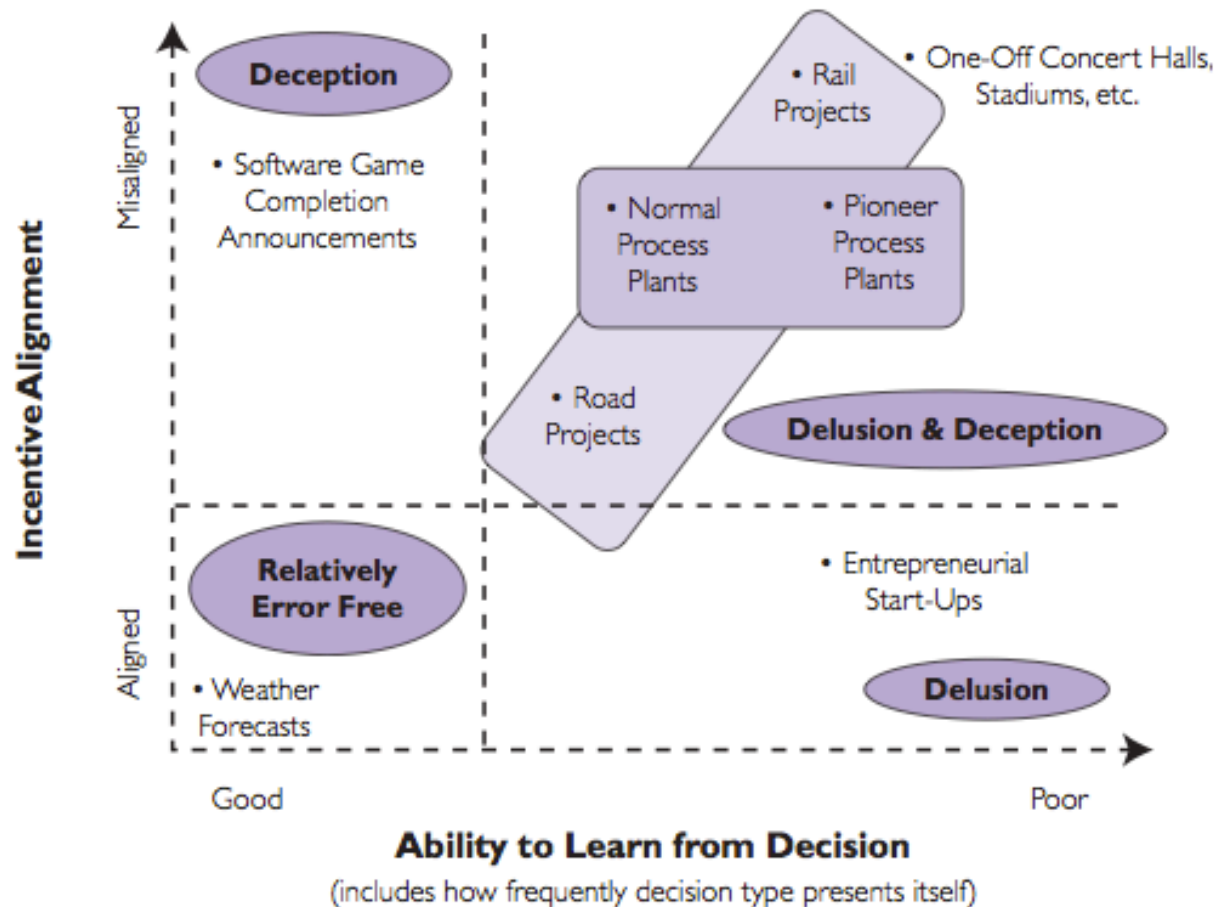 Deception
• Software Game
Completion
Announcements
• Rail
Projects
• One-Off Concert Halls,
Stadiums, etc.
• Normal
Process
Plants
• Pioneer
Process
Plants
• Road
Projects
Delusion & Deception
Relatively
Error Free
• Weather
Forecasts
• Entrepreneurial
Start-Ups
Delusion
Incentive Alignment
Misaligned
Aligned
Good
Poor
Ability to Learn from Decision
(includes how frequently decision type presents itself)